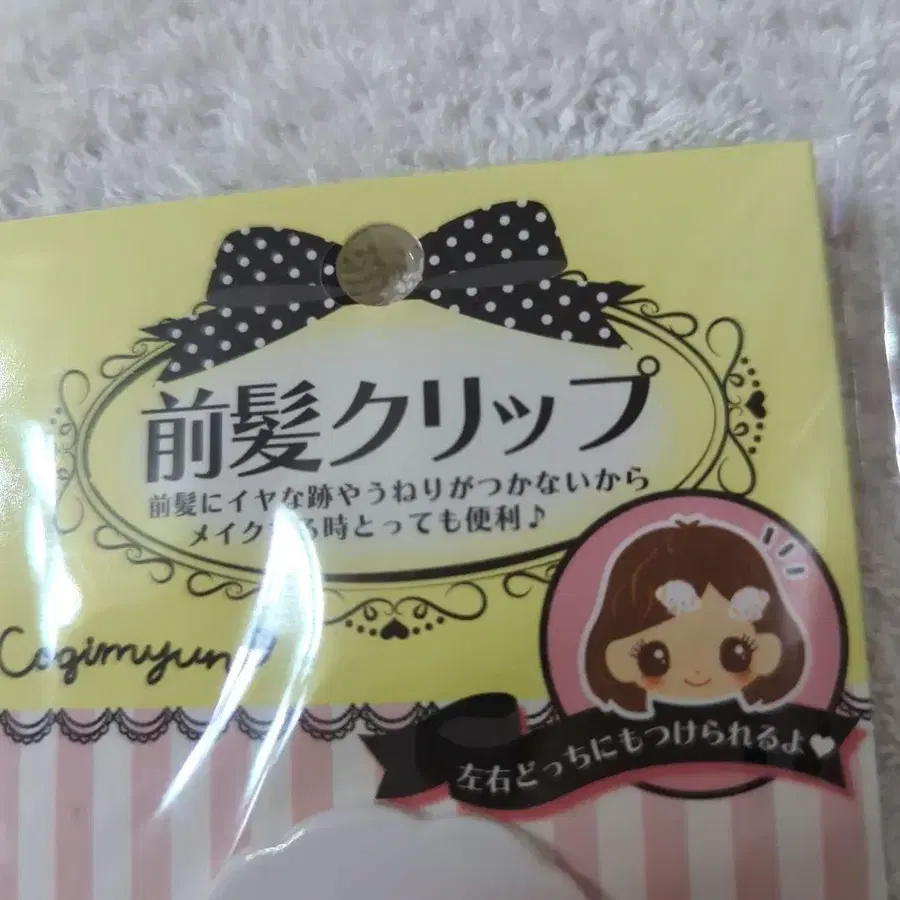 前髪クリップ
前髪にイヤな跡やうねりがつかないから
メイクする時とっても便利♪
Cogimyun
左右どっちにもつけられるよ♥